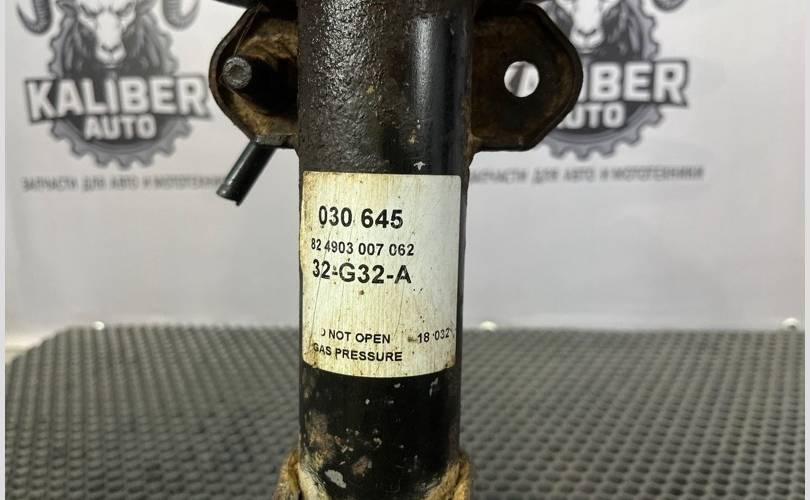 KALIBER
AUTO
ЗАПЧАСТИ ДЛЯ АВТО И МОТОТЕХНИКИ
KALIBER
AUTO
ЗАПЧАСТИ ДЛЯ АВТО И МОТОТЕХНИКИ
030 645
82 4903 007 062
32-G32-A
NOT OPEN 18 032
GAS PRESSURE